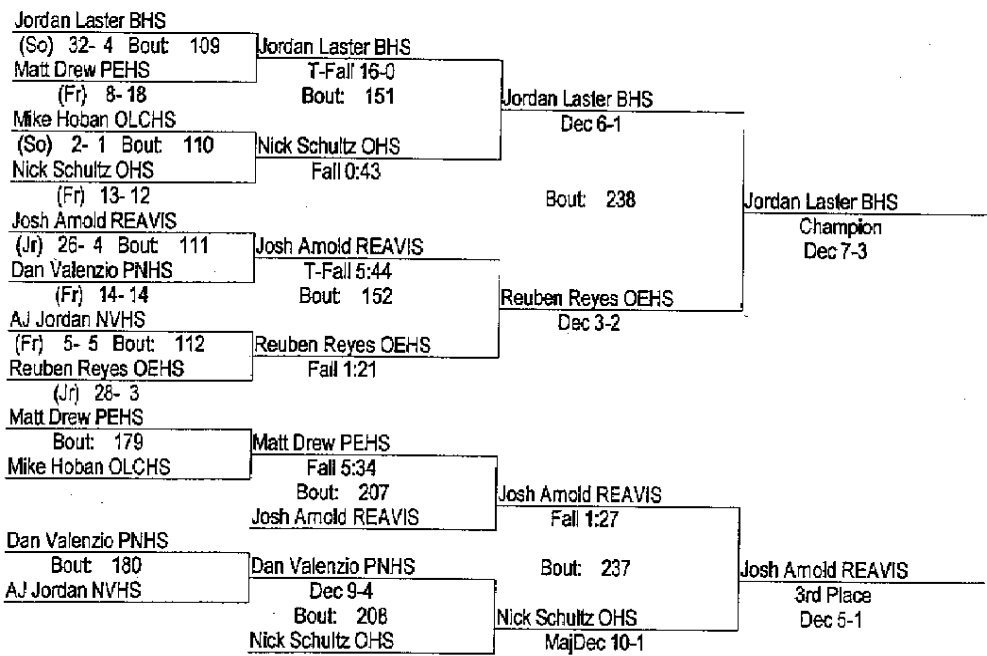 Jordan Laster BHS
(So) 32- 4 Bout: 109
Matt Drew PEHS
(Fr) 8- 18
Mike Hoban OLCHS
(So) 2- 1 Bout: 110
Nick Schultz OHS
(Fr) 13- 12
Josh Arnold REAVIS
(Jr) 26- 4 Bout: 111
Dan Valenzio PNHS
(Fr) 14- 14
AJ Jordan NVHS
(Fr) 5- 5 Bout: 112
Reuben Reyes OEHS
(Jr) 28- 3
Jordan Laster BHS
T-Fall 16-0
Bout: 151
Nick Schultz OHS
Fall 0:43
Josh Arnold REAVIS
T-Fall 5:44
Bout: 152
Reuben Reyes OEHS
Fall 1:21
Jordan Laster BHS
Dec 6-1
Bout: 238
Reuben Reyes OEHS
Dec 3-2
Jordan Laster BHS
Champion
Dec 7-3
Matt Drew PEHS
Bout: 179
Mike Hoban OLCHS
Dan Valenzio PNHS
Bout: 180
AJ Jordan NVHS
Matt Drew PEHS
Fall 5:34
Bout: 207
Josh Arnold REAVIS
Dan Valenzio PNHS
Dec 9-4
Bout: 208
Nick Schultz OHS
Josh Arnold REAVIS
Fall 1:27
Bout: 237
Nick Schultz OHS
MajDec 10-1
Josh Arnold REAVIS
3rd Place
Dec 5-1